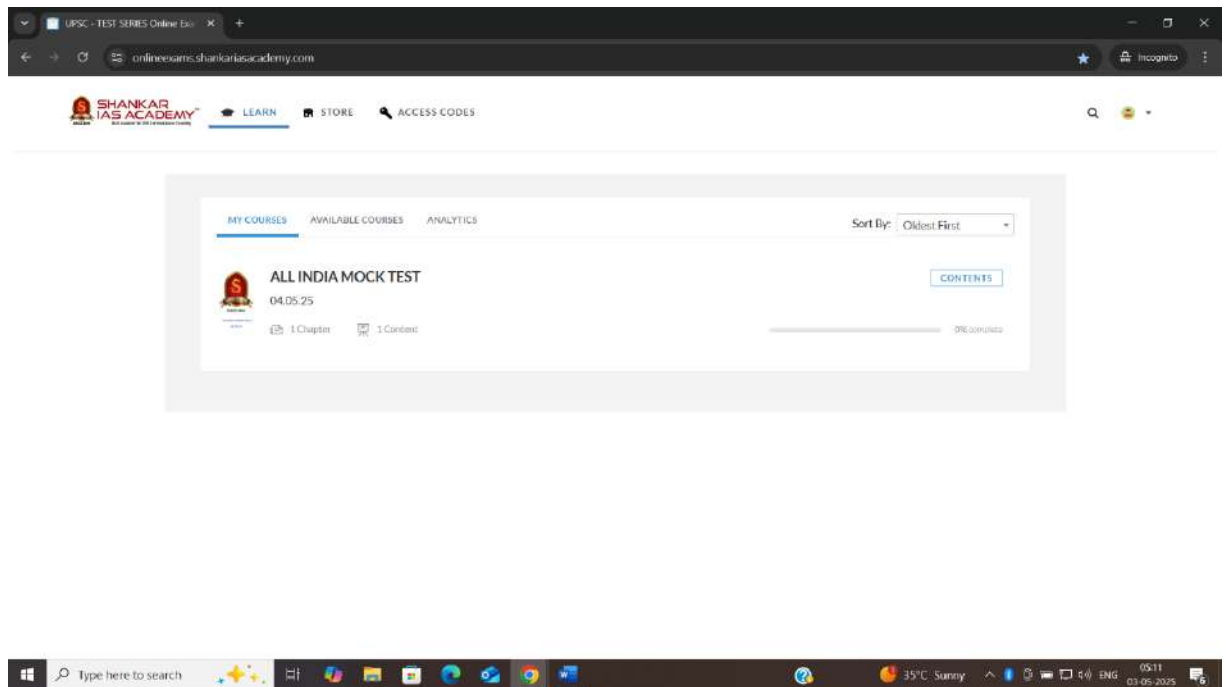 UPSC - TEST SERIES Online Exa
onlineexams.shankariasacademy.com
Incognito
SHANKAR
IAS ACADEMY™
LEARN
STORE
ACCESS CODES
MY COURSES
AVAILABLE COURSES
ANALYTICS
Sort By:
Oldest First
ALL INDIA MOCK TEST
CONTENTS
04.05.25
1 Chapter
1 Content
0% complete
Type here to search
35°C Sunny
ENG
05:11
03-05-2025
6